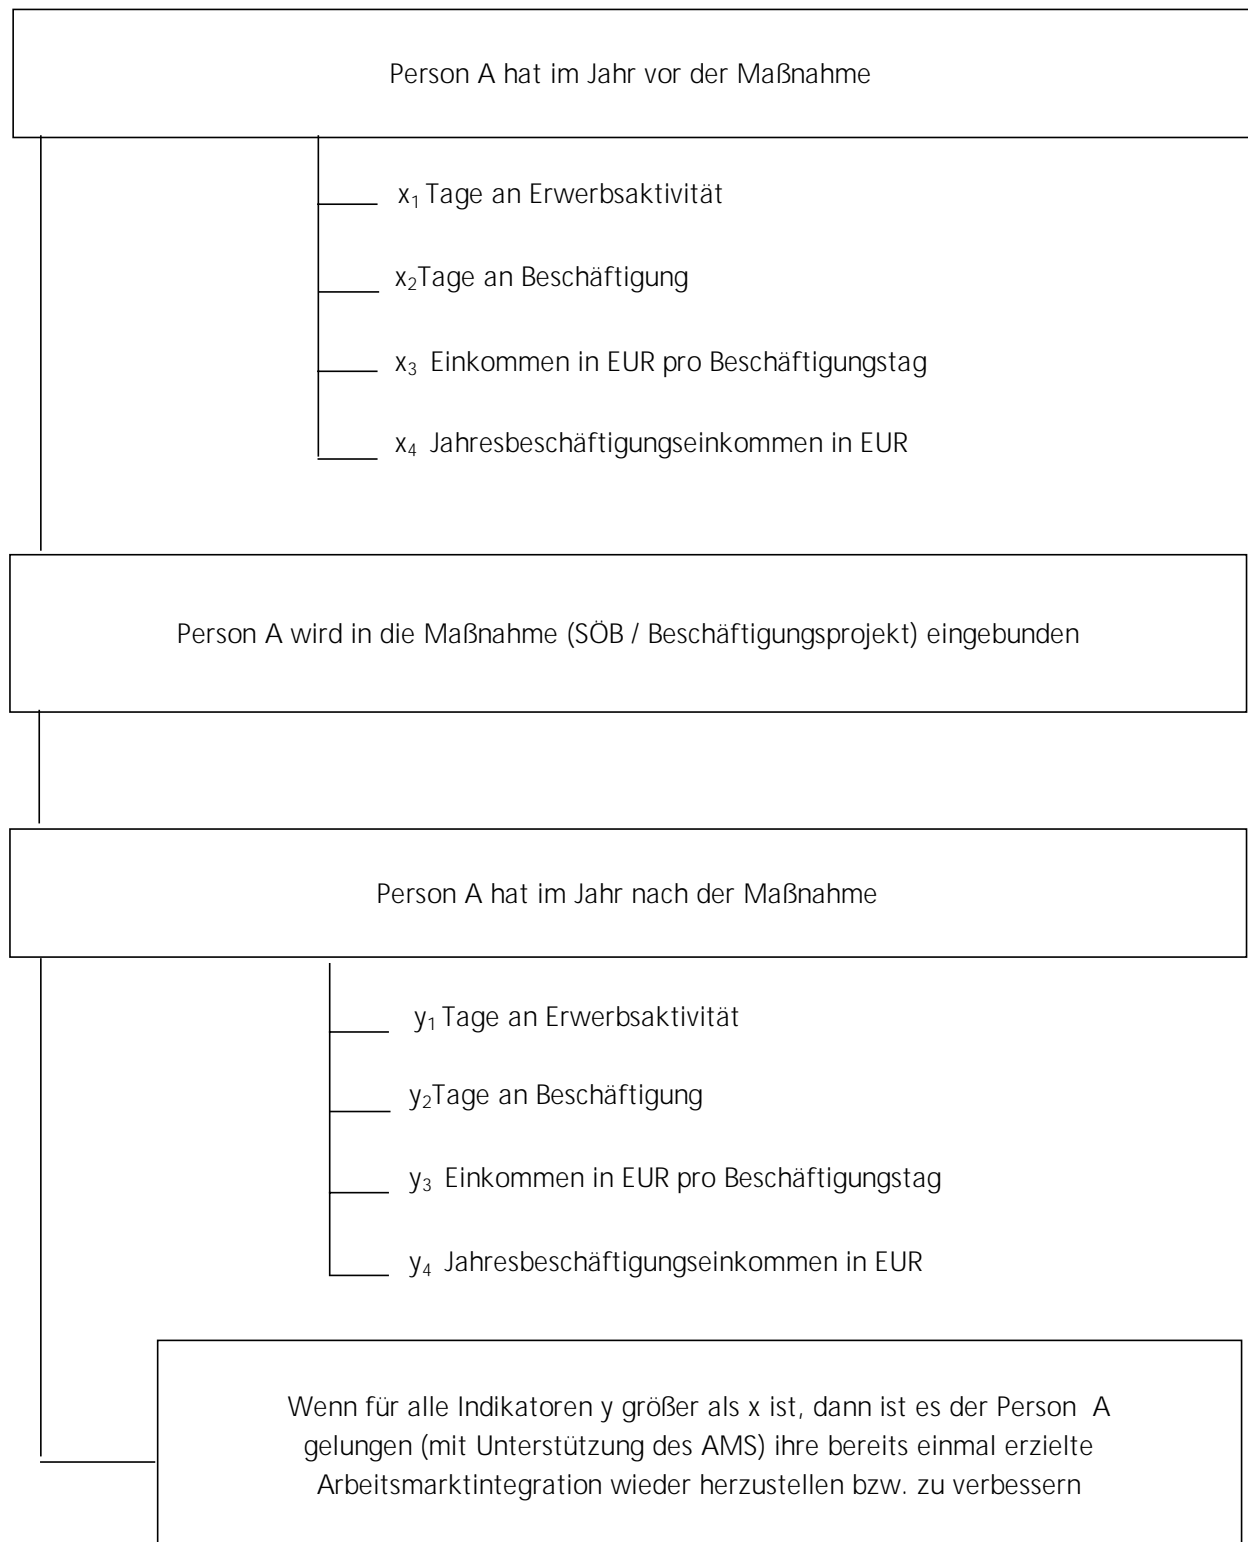 Person A hat im Jahr vor der Maßnahme
x₁ Tage an Erwerbsaktivität
x₂Tage an Beschäftigung
x₃ Einkommen in EUR pro Beschäftigungstag
x₄ Jahresbeschäftigungseinkommen in EUR
Person A wird in die Maßnahme (SÖB / Beschäftigungsprojekt) eingebunden
Person A hat im Jahr nach der Maßnahme
y₁ Tage an Erwerbsaktivität
y₂Tage an Beschäftigung
y₃ Einkommen in EUR pro Beschäftigungstag
y₄ Jahresbeschäftigungseinkommen in EUR
Wenn für alle Indikatoren y größer als x ist, dann ist es der Person A
gelungen (mit Unterstützung des AMS) ihre bereits einmal erzielte
Arbeitsmarktintegration wieder herzustellen bzw. zu verbessern